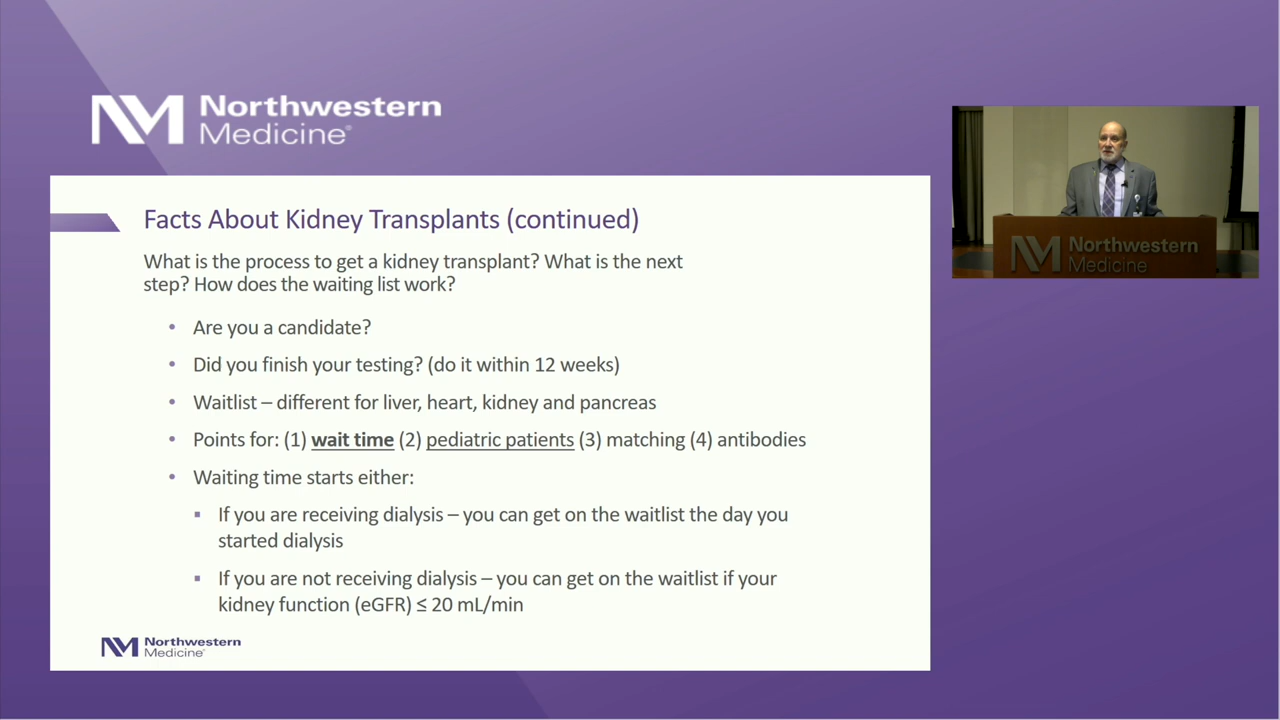 Northwestern
Medicine®
Facts About Kidney Transplants (continued)
What is the process to get a kidney transplant? What is the next
step? How does the waiting list work?
• Are you a candidate?
• Did you finish your testing? (do it within 12 weeks)
• Waitlist – different for liver, heart, kidney and pancreas
• Points for: (1) wait time (2) pediatric patients (3) matching (4) antibodies
• Waiting time starts either:
▪ If you are receiving dialysis – you can get on the waitlist the day you
started dialysis
▪ If you are not receiving dialysis – you can get on the waitlist if your
kidney function (eGFR) ≤ 20 mL/min
Northwestern
Medicine®
Northwestern
Medicine